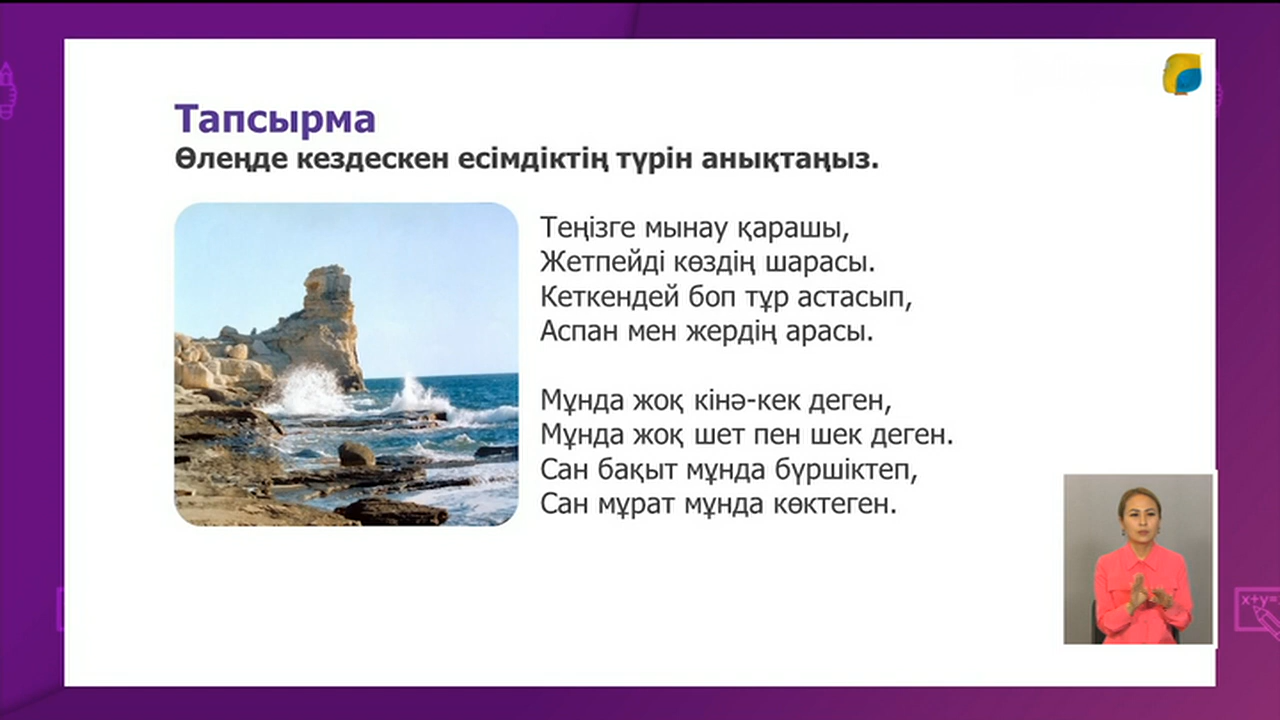 Тапсырма
Өлеңде кездескен есімдіктің түрін анықтаңыз.
Теңізге мынау қарашы,
Жетпейді көздің шарасы.
Кеткендей боп тұр астасып,
Аспан мен жердің арасы.
Мұнда жоқ кінә-кек деген,
Мұнда жоқ шет пен шек деген.
Сан бақыт мұнда бүршіктеп,
Сан мұрат мұнда көктеген.
x+y=